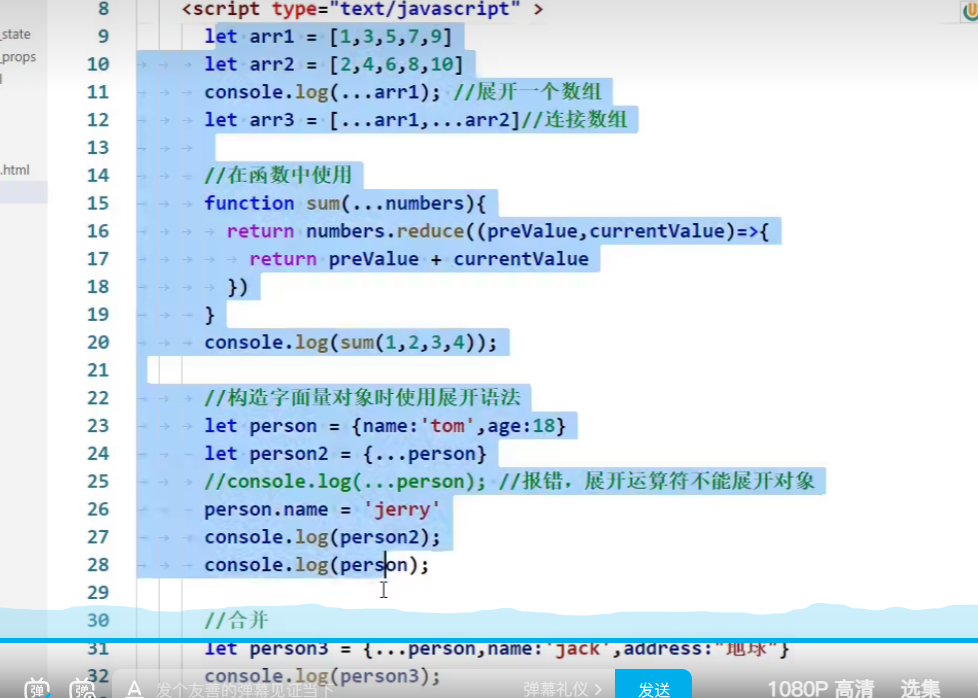 8 <script type="text/javascript" >
_state
9 let arr1 = [1,3,5,7,9]
_props
10 let arr2 = [2,4,6,8,10]
11 console.log(...arr1); //展开一个数组
12 let arr3 = [...arr1,...arr2]//连接数组
13
.html
14 //在函数中使用
15 function sum(...numbers){
16 return numbers.reduce((preValue,currentValue)=>{
17 return preValue + currentValue
18 })
19 }
20 console.log(sum(1,2,3,4));
21
22 //构造字面量对象时使用展开语法
23 let person = {name:'tom',age:18}
24 let person2 = {...person}
25 //console.log(...person); //报错，展开运算符不能展开对象
26 person.name = 'jerry'
27 console.log(person2);
28 console.log(person);
29
30 //合并
31 let person3 = {...person,name:'jack',address:"地球"}
32 console.log(person3);
弹 弹 A 发个友善的弹幕见证当下 弹幕礼仪 > 发送 1080P 高清 选集